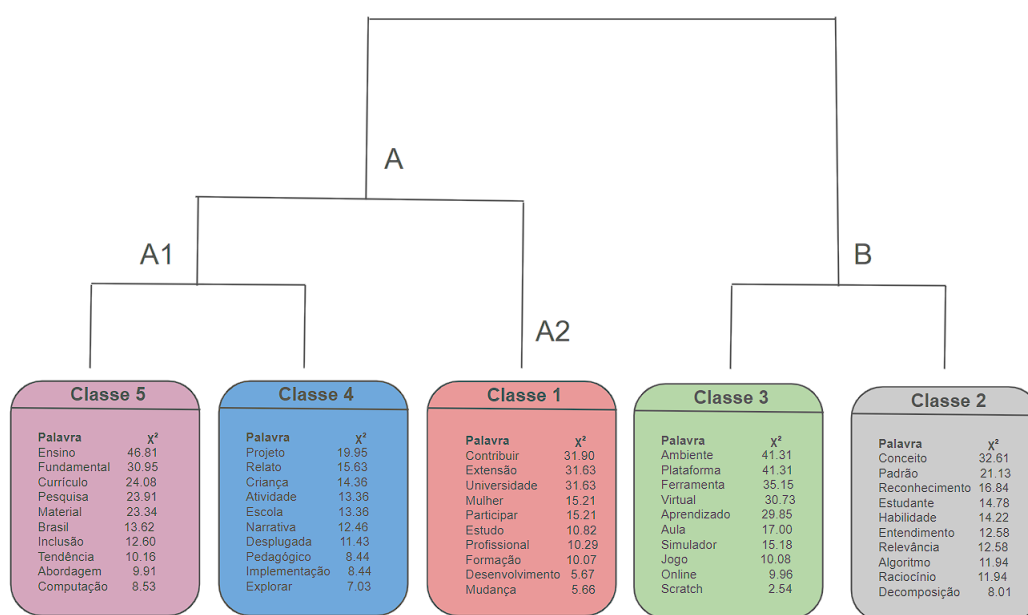 A
A1
B
A2
Classe 5
Palavra χ²
Ensino 46.81
Fundamental 30.95
Currículo 24.08
Pesquisa 23.91
Material 23.34
Brasil 13.62
Inclusão 12.60
Tendência 10.16
Abordagem 9.91
Computação 8.53
Classe 4
Palavra χ²
Projeto 19.95
Relato 15.63
Criança 14.36
Atividade 13.36
Escola 13.36
Narrativa 12.46
Desplugada 11.43
Pedagógico 8.44
Implementação 8.44
Explorar 7.03
Classe 1
Palavra χ²
Contribuir 31.90
Extensão 31.63
Universidade 31.63
Mulher 15.21
Participar 15.21
Estudo 10.82
Profissional 10.29
Formação 10.07
Desenvolvimento 5.67
Mudança 5.66
Classe 3
Palavra χ²
Ambiente 41.31
Plataforma 41.31
Ferramenta 35.15
Virtual 30.73
Aprendizado 29.85
Aula 17.00
Simulador 15.18
Jogo 10.08
Online 9.96
Scratch 2.54
Classe 2
Palavra χ²
Conceito 32.61
Padrão 21.13
Reconhecimento 16.84
Estudante 14.78
Habilidade 14.22
Entendimento 12.58
Relevância 12.58
Algoritmo 11.94
Raciocínio 11.94
Decomposição 8.01